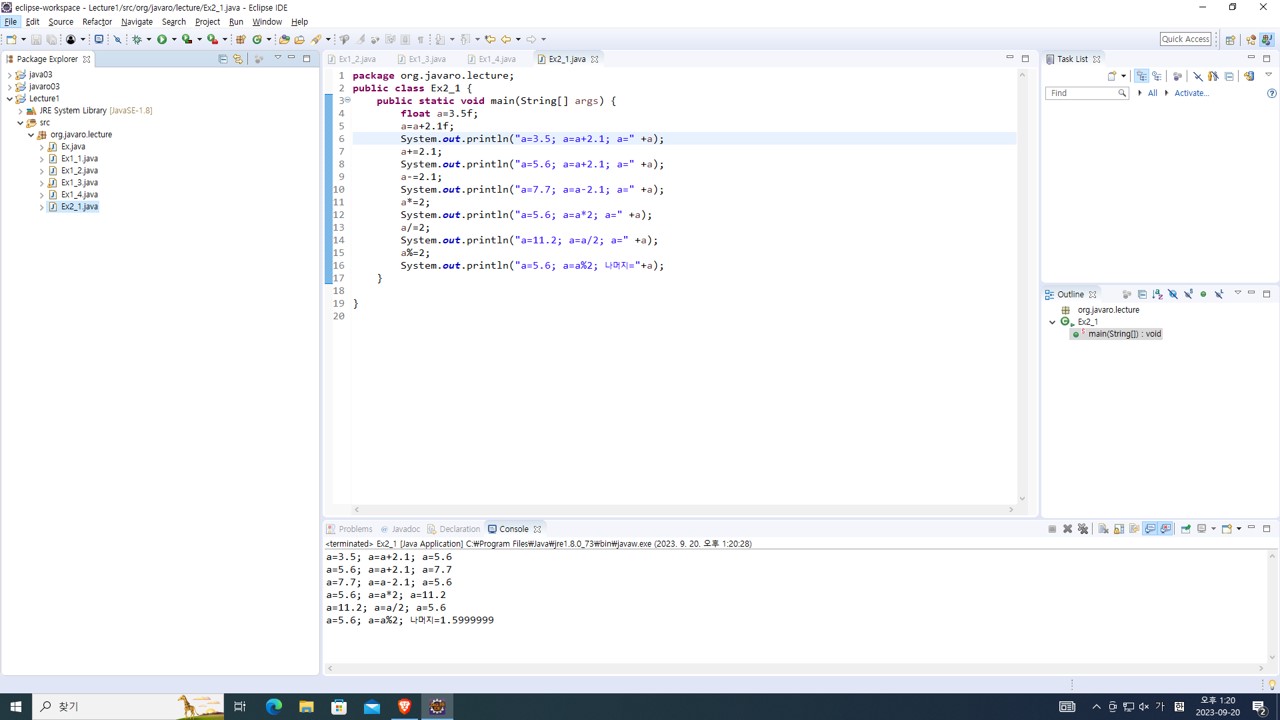 eclipse-workspace - Lecture1/src/org/javaro/lecture/Ex2_1.java - Eclipse IDE
File Edit Source Refactor Navigate Search Project Run Window Help
Quick Access
Package Explorer
java03
javaro03
Lecture1
JRE System Library [JavaSE-1.8]
src
org.javaro.lecture
Ex.java
Ex1_1.java
Ex1_2.java
Ex1_3.java
Ex1_4.java
Ex2_1.java
Ex1_2.java Ex1_3.java Ex1_4.java Ex2_1.java
1 package org.javaro.lecture;
2 public class Ex2_1 {
3 public static void main(String[] args) {
4 float a=3.5f;
5 a=a+2.1f;
6 System.out.println("a=3.5; a=a+2.1; a=" +a);
7 a+=2.1;
8 System.out.println("a=5.6; a=a+2.1; a=" +a);
9 a-=2.1;
10 System.out.println("a=7.7; a=a-2.1; a=" +a);
11 a*=2;
12 System.out.println("a=5.6; a=a*2; a=" +a);
13 a/=2;
14 System.out.println("a=11.2; a=a/2; a=" +a);
15 a%=2;
16 System.out.println("a=5.6; a=a%2; 나머지="+a);
17 }
18
19 }
20
Task List
Find All Activate...
Outline
org.javaro.lecture
Ex2_1
main(String[]) : void
Problems Javadoc Declaration Console
<terminated> Ex2_1 [Java Application] C:₩Program Files₩Java₩jre1.8.0_73₩bin₩javaw.exe (2023. 9. 20. 오후 1:20:28)
a=3.5; a=a+2.1; a=5.6
a=5.6; a=a+2.1; a=7.7
a=7.7; a=a-2.1; a=5.6
a=5.6; a=a*2; a=11.2
a=11.2; a=a/2; a=5.6
a=5.6; a=a%2; 나머지=1.5999999
찾기
가
오후 1:20
2023-09-20
2